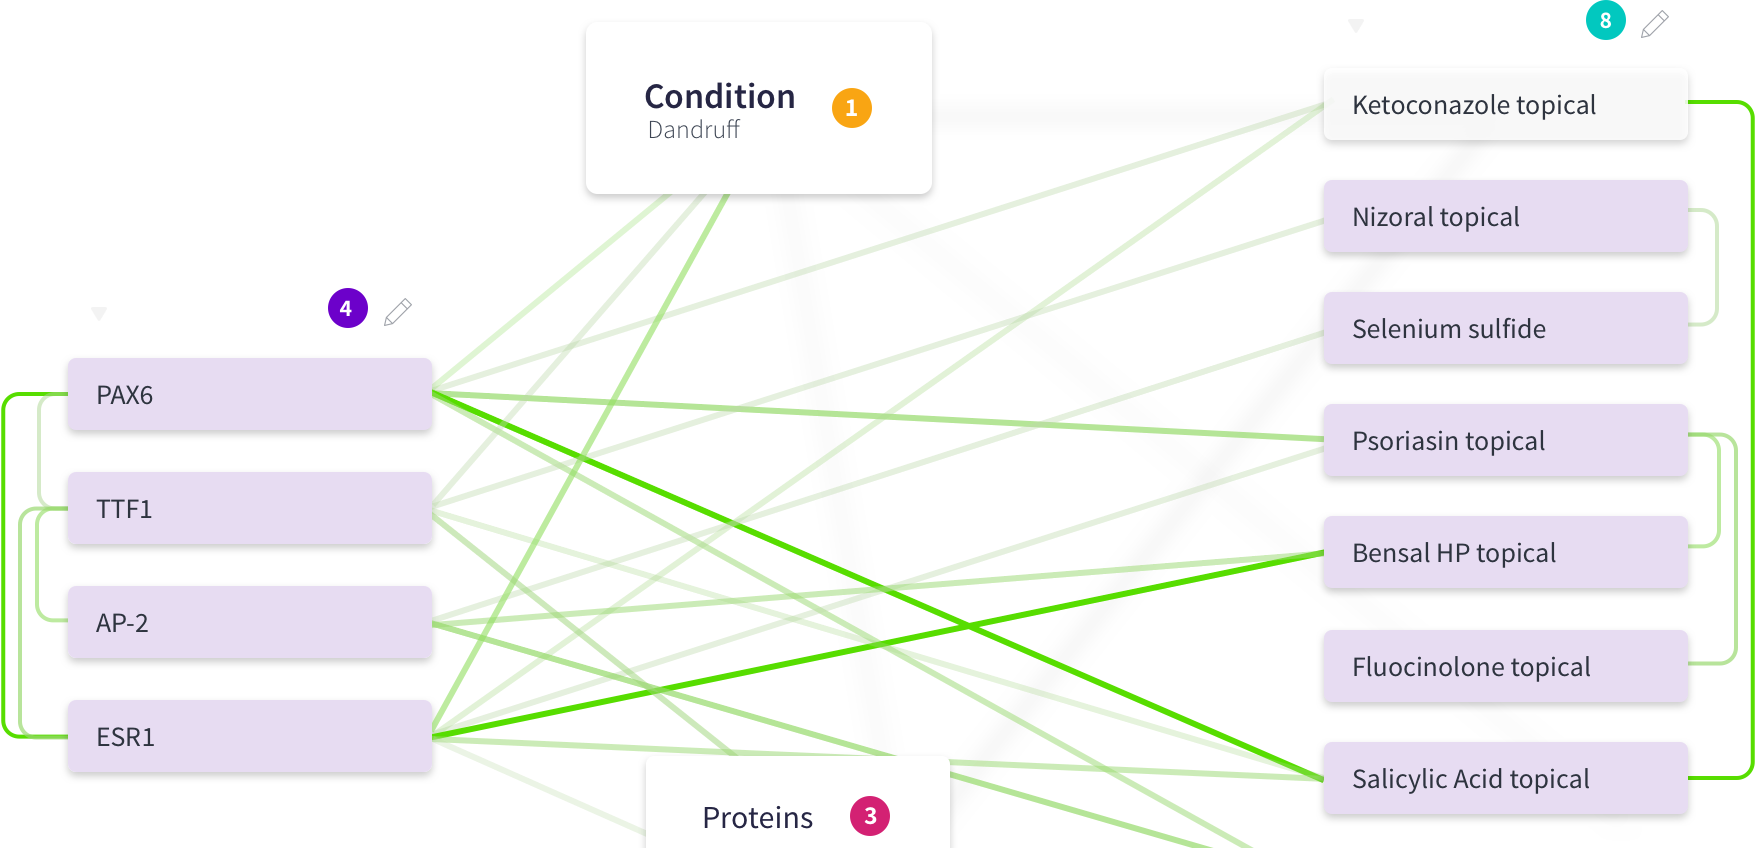 8
Condition
Dandruff
1
Ketoconazole topical
Nizoral topical
4
Selenium sulfide
PAX6
Psoriasin topical
TTF1
Bensal HP topical
AP-2
Fluocinolone topical
ESR1
Salicylic Acid topical
Proteins
3